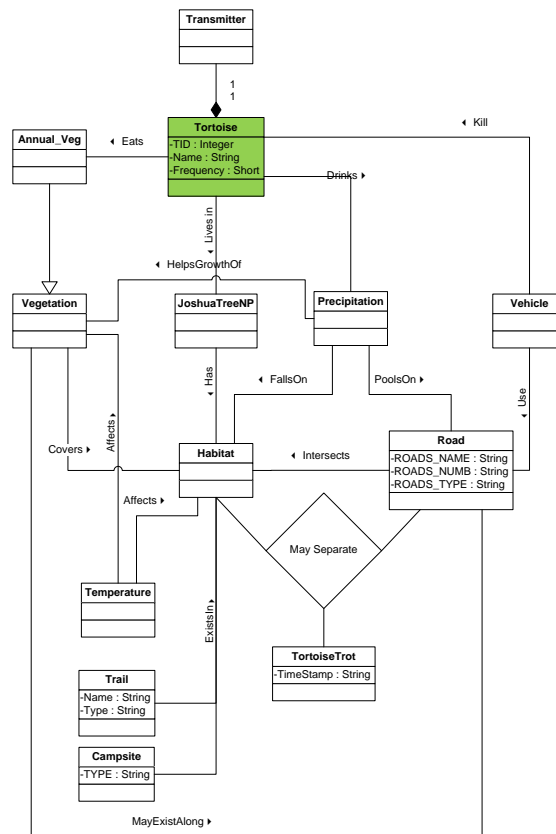 Transmitter
1
1
Tortoise
-TID : Integer
-Name : String
-Frequency : Short
Kill
Annual_Veg
Eats
Drinks
Lives in
HelpsGrowthOf
Vegetation
JoshuaTreeNP
Precipitation
Vehicle
Has
FallsOn
PoolsOn
Use
Affects
Covers
Habitat
Intersects
Road
-ROADS_NAME : String
-ROADS_NUMB : String
-ROADS_TYPE : String
Affects
May Separate
Temperature
ExistsIn
TortoiseTrot
-TimeStamp : String
Trail
-Name : String
-Type : String
Campsite
-TYPE : String
MayExistAlong